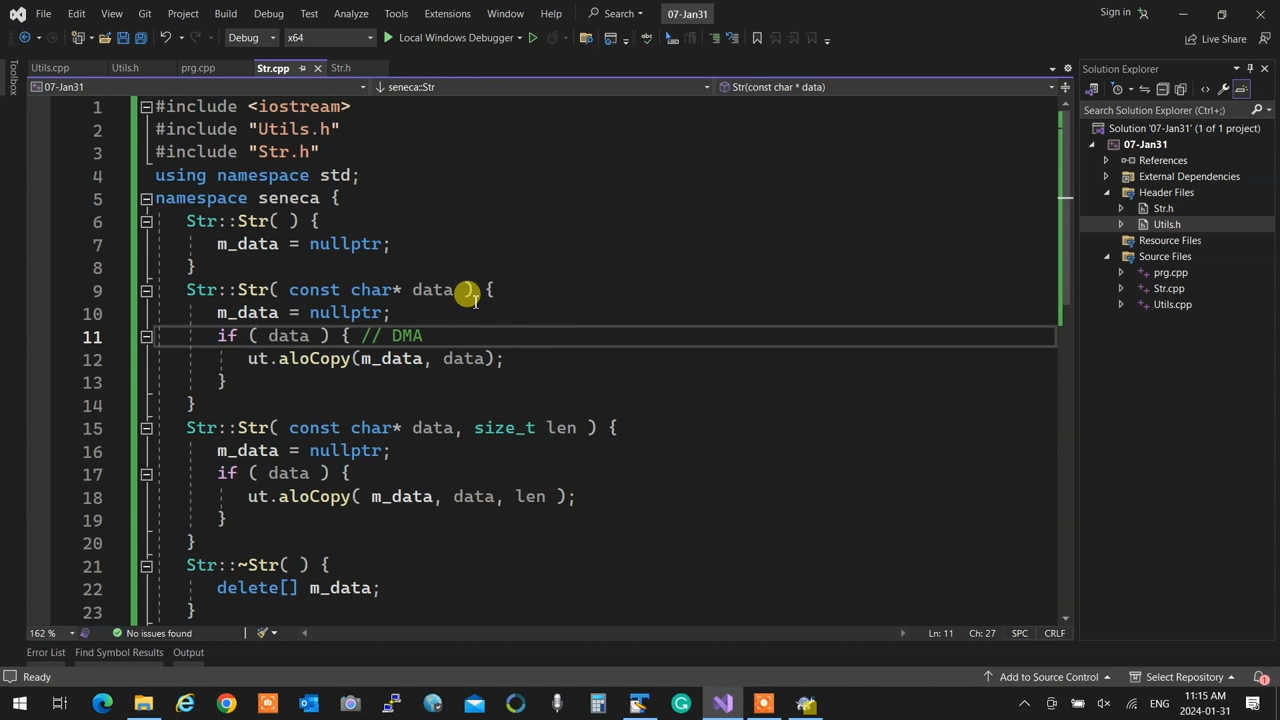 File Edit View Git Project Build Debug Test Analyze Tools Extensions Window Help Search 07-Jan31 Sign in
Debug x64 Local Windows Debugger Live Share
Toolbox
Utils.cpp Utils.h prg.cpp Str.cpp Str.h
07-Jan31 seneca::Str Str(const char * data)
1 #include <iostream>
2 #include "Utils.h"
3 #include "Str.h"
4 using namespace std;
5 namespace seneca {
6 Str::Str( ) {
7 m_data = nullptr;
8 }
9 Str::Str( const char* data ) {
10 m_data = nullptr;
11 if ( data ) { // DMA
12 ut.aloCopy(m_data, data);
13 }
14 }
15 Str::Str( const char* data, size_t len ) {
16 m_data = nullptr;
17 if ( data ) {
18 ut.aloCopy( m_data, data, len );
19 }
20 }
21 Str::~Str( ) {
22 delete[] m_data;
23 }
162 % No issues found Ln: 11 Ch: 27 SPC CRLF
Solution Explorer
Search Solution Explorer (Ctrl+;)
Solution '07-Jan31' (1 of 1 project)
07-Jan31
References
External Dependencies
Header Files
Str.h
Utils.h
Resource Files
Source Files
prg.cpp
Str.cpp
Utils.cpp
Error List Find Symbol Results Output
Ready Add to Source Control Select Repository 1
ENG 11:15 AM
2024-01-31